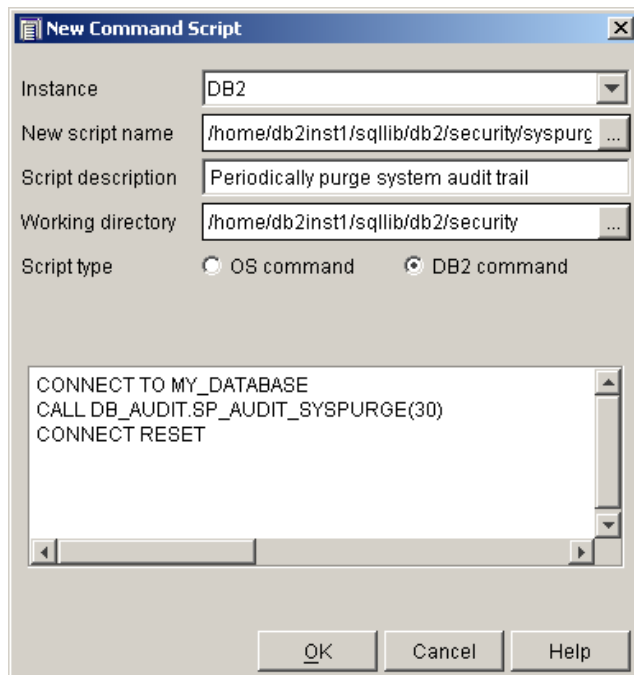 New Command Script
Instance DB2
New script name /home/db2inst1/sqllib/db2/security/syspurg ...
Script description Periodically purge system audit trail
Working directory /home/db2inst1/sqllib/db2/security ...
Script type OS command DB2 command
CONNECT TO MY_DATABASE
CALL DB_AUDIT.SP_AUDIT_SYSPURGE(30)
CONNECT RESET
OK Cancel Help